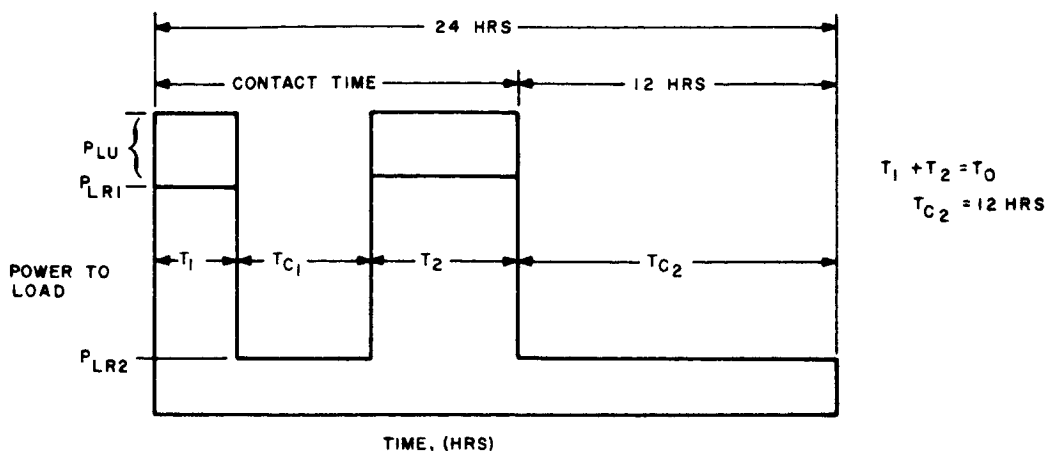 24 HRS
CONTACT TIME
12 HRS
P_LU {
P_LR1
T_1 + T_2 = T_0
T_C2 = 12 HRS
T_1
T_C1
T_2
T_C2
POWER TO
LOAD
P_LR2
TIME, (HRS)